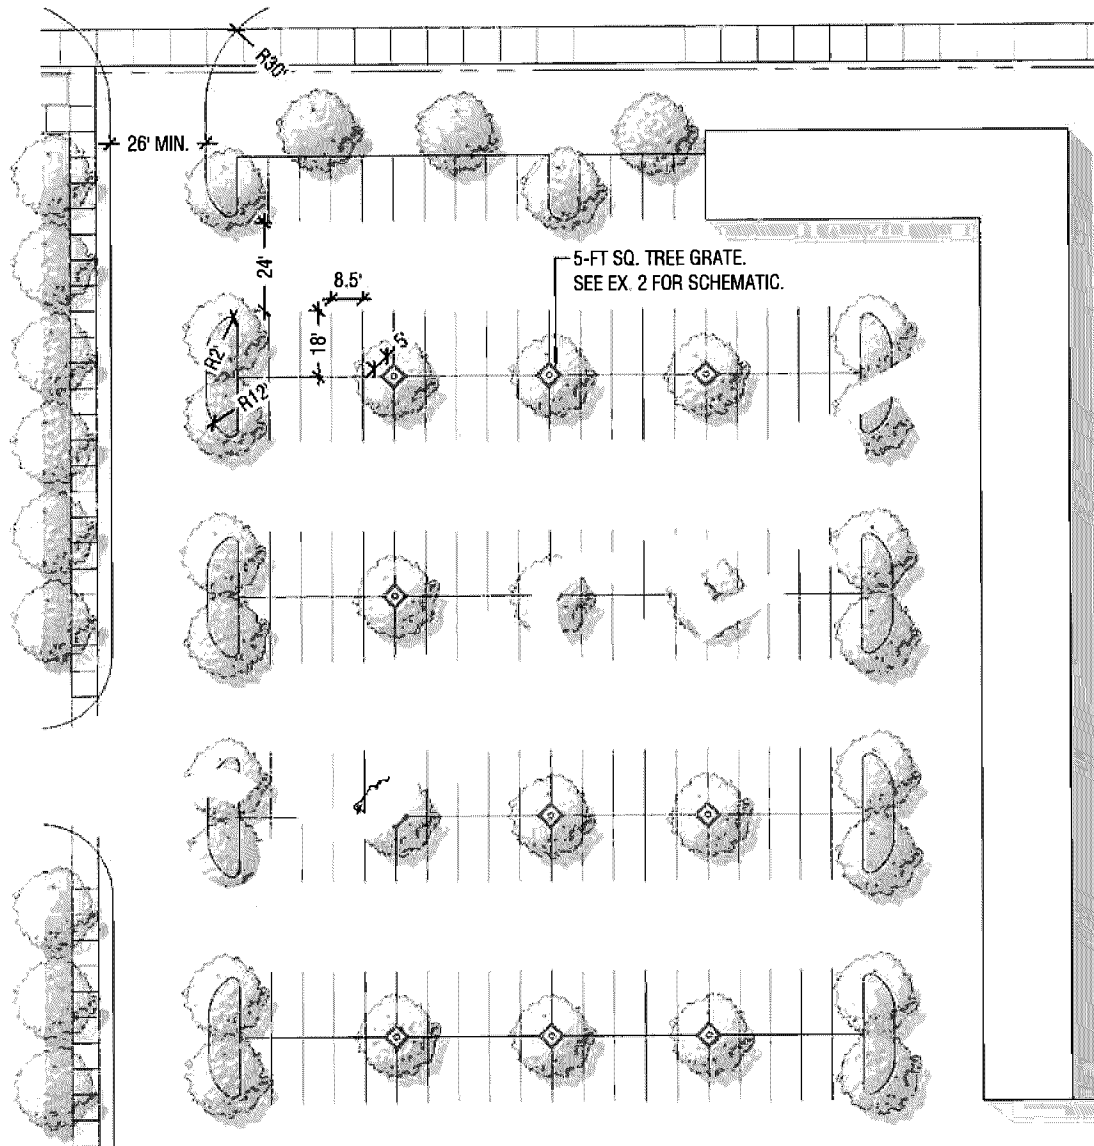 R30'
26' MIN.
5-FT SQ. TREE GRATE.
SEE EX. 2 FOR SCHEMATIC.
24'
8.5'
18'
5'
R2'
R12'